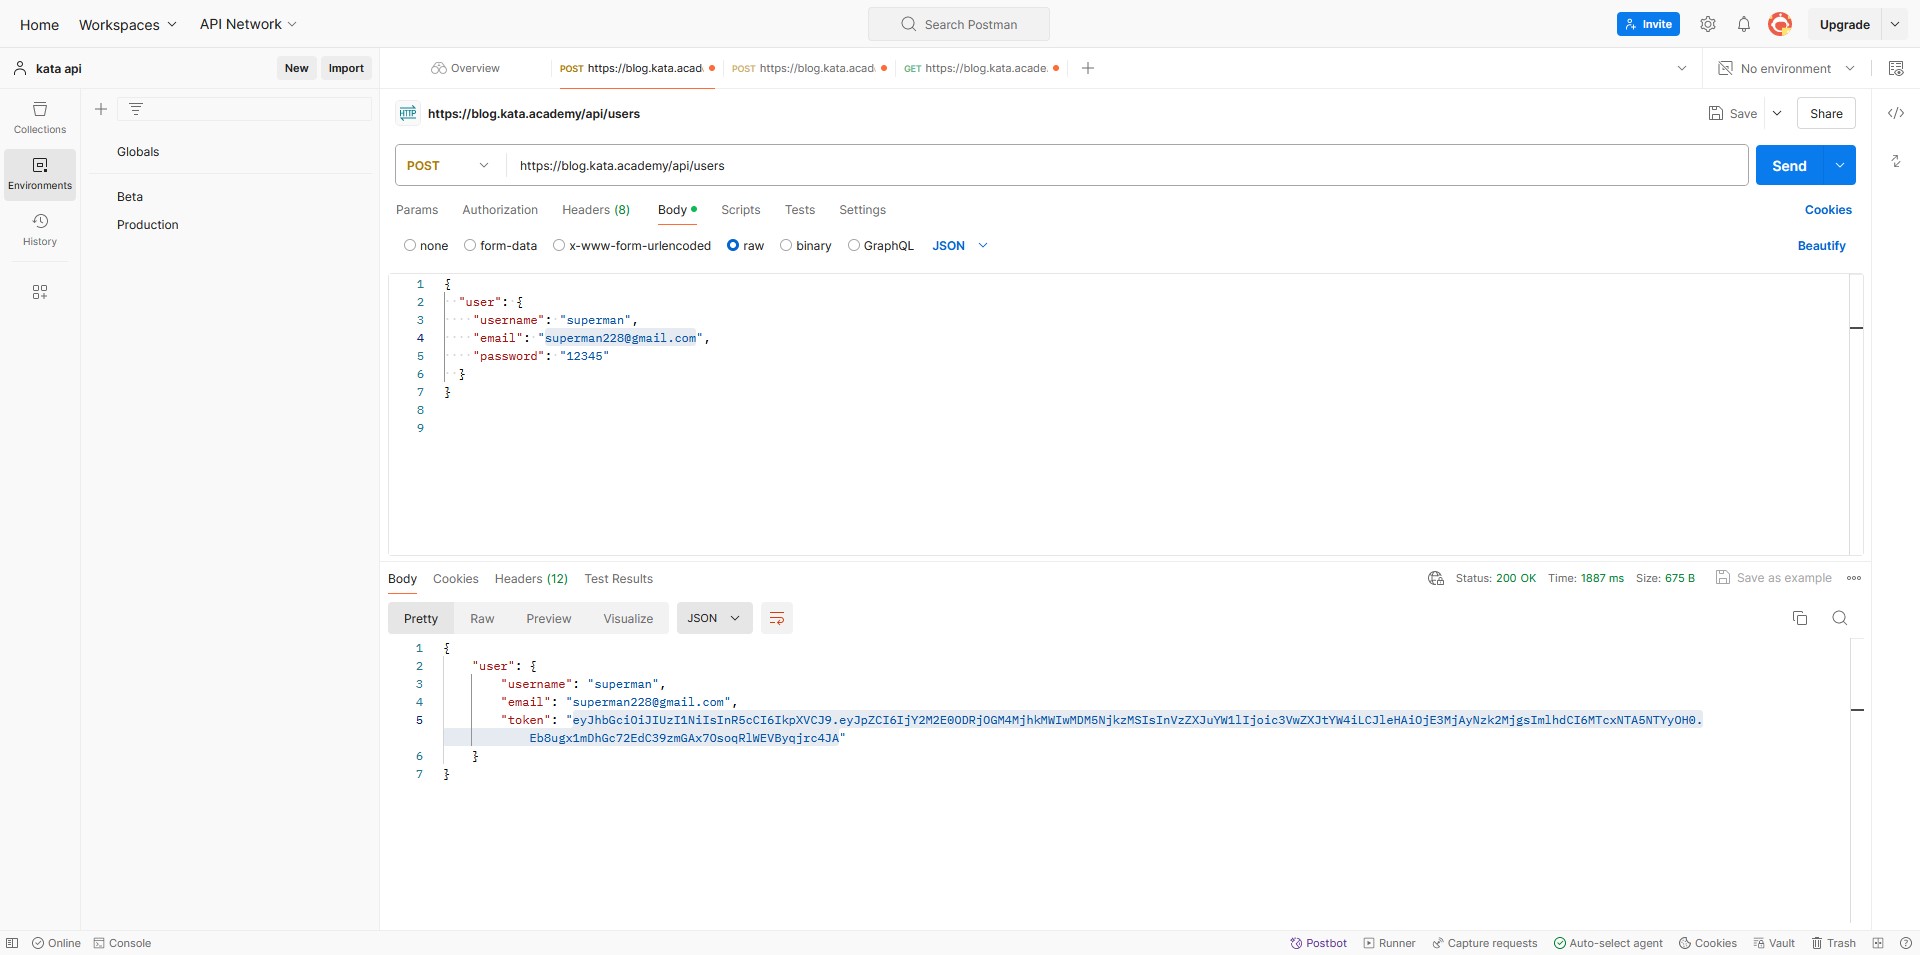 Home Workspaces API Network Search Postman Invite Upgrade
kata api New Import Overview POST https://blog.kata.acad POST https://blog.kata.acad GET https://blog.kata.acade. No environment
Collections
Environments
History
Globals
Beta
Production
HTTP https://blog.kata.academy/api/users Save Share
POST https://blog.kata.academy/api/users Send
Params Authorization Headers (8) Body Scripts Tests Settings Cookies
none form-data x-www-form-urlencoded raw binary GraphQL JSON Beautify
1 {
2 "user": {
3 "username": "superman",
4 "email": "superman228@gmail.com",
5 "password": "12345"
6 }
7 }
8
9
Body Cookies Headers (12) Test Results Status: 200 OK Time: 1887 ms Size: 675 B Save as example
Pretty Raw Preview Visualize JSON
1 {
2 "user": {
3 "username": "superman",
4 "email": "superman228@gmail.com",
5 "token": "eyJhbGciOiJIUzI1NiIsInR5cCI6IkpXVCJ9.eyJpZCI6IjY2M2E0ODRjOGM4MjhkMWIwMDM5NjkzMSIsInVzZXJuYW1lIjoic3VwZXJtYW4iLCJleHAiOjE3MjAyNzk2MjgsImlhdCI6MTcxNTA5NTYyOH0.
Eb8ugx1mDhGc72EdC39zmGAx7OsoqRlWEVByqjrc4JA"
6 }
7 }
Online Console Postbot Runner Capture requests Auto-select agent Cookies Vault Trash